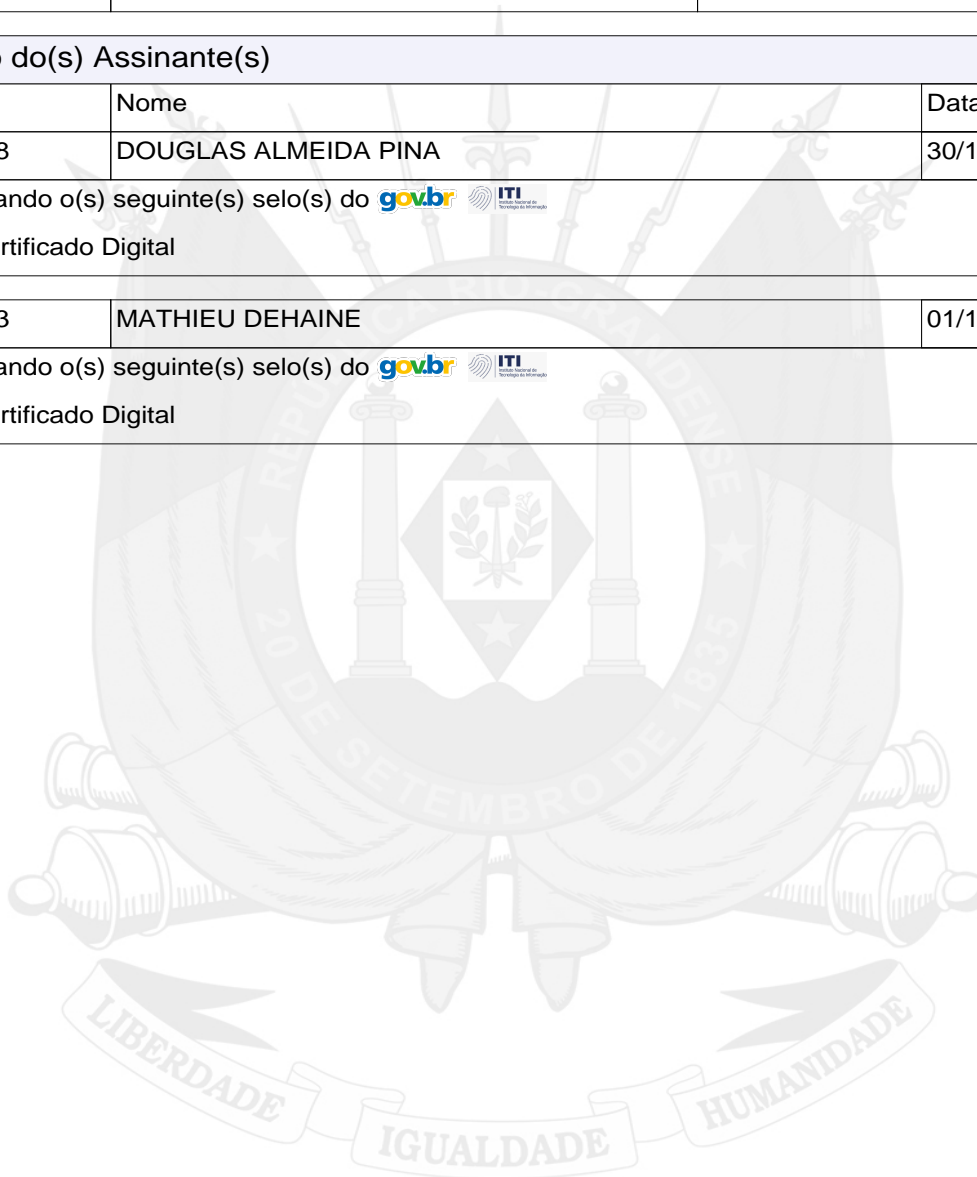 do(s) Assinante(s)
Nome Data
8 DOUGLAS ALMEIDA PINA 30/1
ando o(s) seguinte(s) selo(s) do gov.br ITI
rtificado Digital
3 MATHIEU DEHAINE 01/1
ando o(s) seguinte(s) selo(s) do gov.br ITI
rtificado Digital
REPÚBLICA RIO-GRANDENSE
20 DE SETEMBRO DE 1835
LIBERDADE IGUALDADE HUMANIDADE